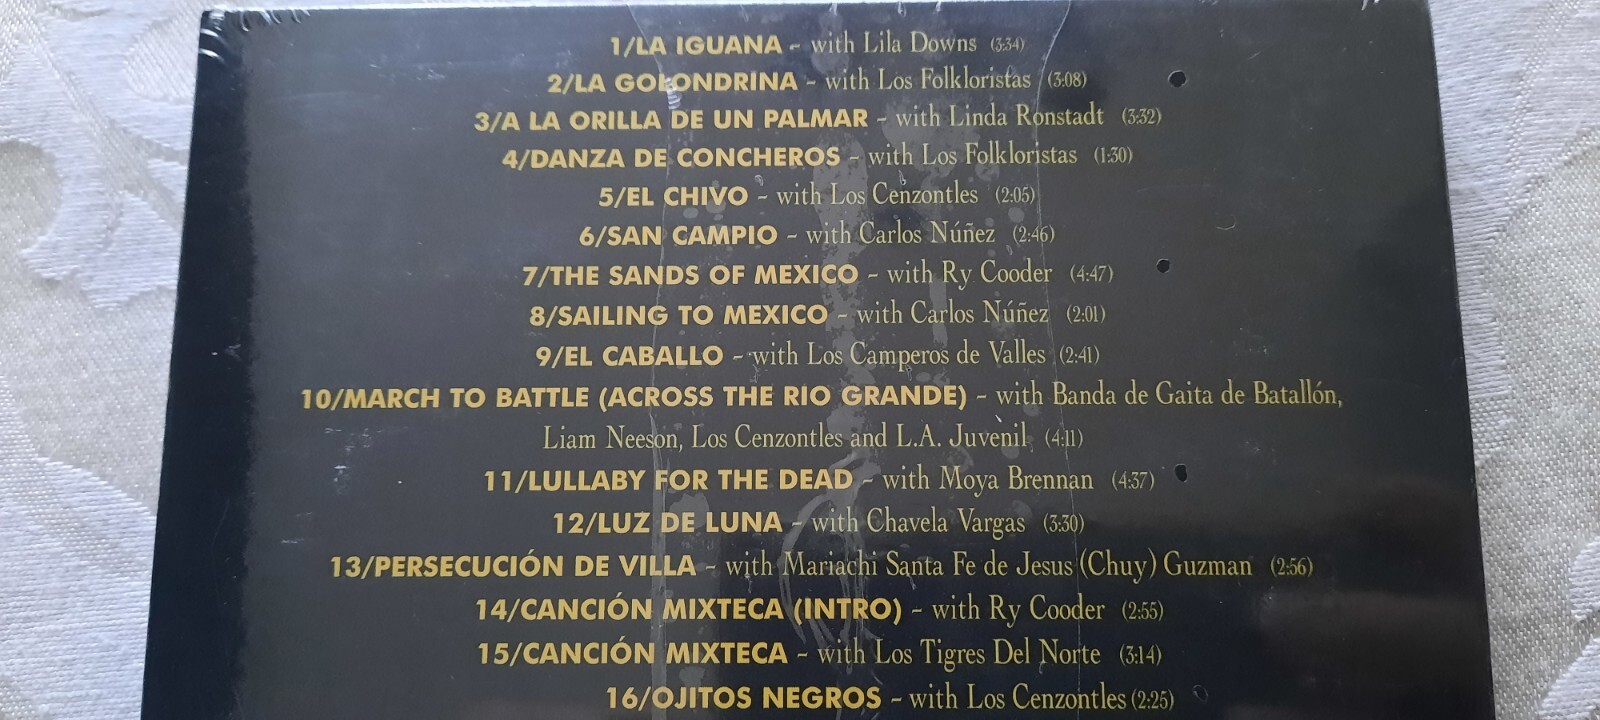 1/LA IGUANA - with Lila Downs (3:34)
2/LA GOLONDRINA - with Los Folkloristas (3:08)
3/A LA ORILLA DE UN PALMAR - with Linda Ronstadt (3:32)
4/DANZA DE CONCHEROS - with Los Folkloristas (1:30)
5/EL CHIVO - with Los Cenzontles (2:05)
6/SAN CAMPIO - with Carlos Núñez (2:46)
7/THE SANDS OF MEXICO - with Ry Cooder (4:47)
8/SAILING TO MEXICO - with Carlos Núñez (2:01)
9/EL CABALLO - with Los Camperos de Valles (2:41)
10/MARCH TO BATTLE (ACROSS THE RIO GRANDE) - with Banda de Gaita de Batallón,
Liam Neeson, Los Cenzontles and L.A. Juvenil (4:11)
11/LULLABY FOR THE DEAD - with Moya Brennan (4:37)
12/LUZ DE LUNA - with Chavela Vargas (3:30)
13/PERSECUCIÓN DE VILLA - with Mariachi Santa Fe de Jesus (Chuy) Guzman (2:56)
14/CANCIÓN MIXTECA (INTRO) - with Ry Cooder (2:55)
15/CANCIÓN MIXTECA - with Los Tigres Del Norte (3:14)
16/OJITOS NEGROS - with Los Cenzontles (2:25)